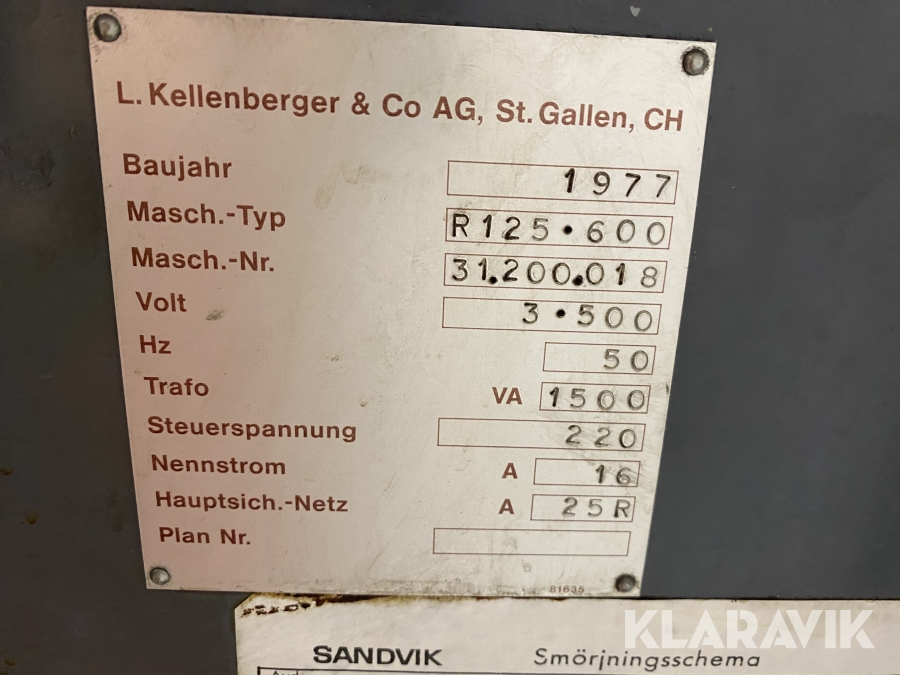 L. Kellenberger & Co AG, St. Gallen, CH
Baujahr 1977
Masch.-Typ R125·600
Masch.-Nr. 31.200.018
Volt 3·500
Hz 50
Trafo VA 1500
Steuerspannung 220
Nennstrom A 16
Hauptsich.-Netz A 25R
Plan Nr.
81635
KLARAVIK
SANDVIK Smörjningsschema